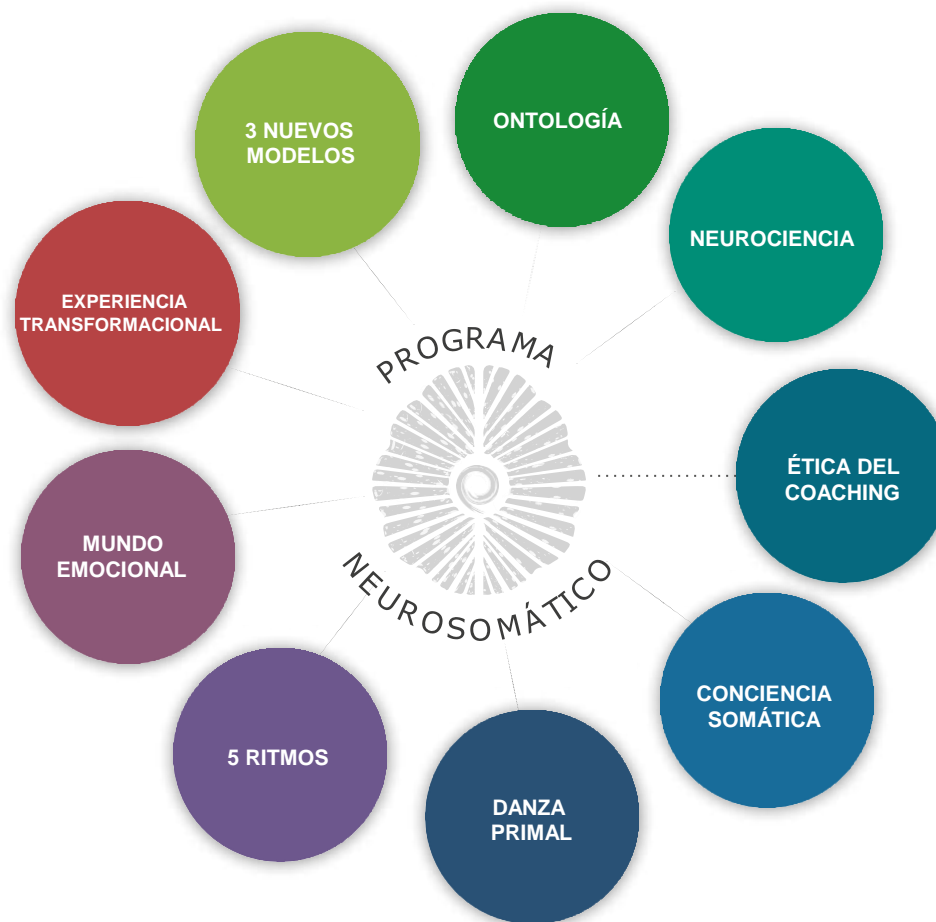 3 NUEVOS
MODELOS
ONTOLOGÍA
NEUROCIENCIA
EXPERIENCIA
TRANSFORMACIONAL
PROGRAMA
NEUROSOMÁTICO
ÉTICA DEL
COACHING
MUNDO
EMOCIONAL
CONCIENCIA
SOMÁTICA
5 RITMOS
DANZA
PRIMAL